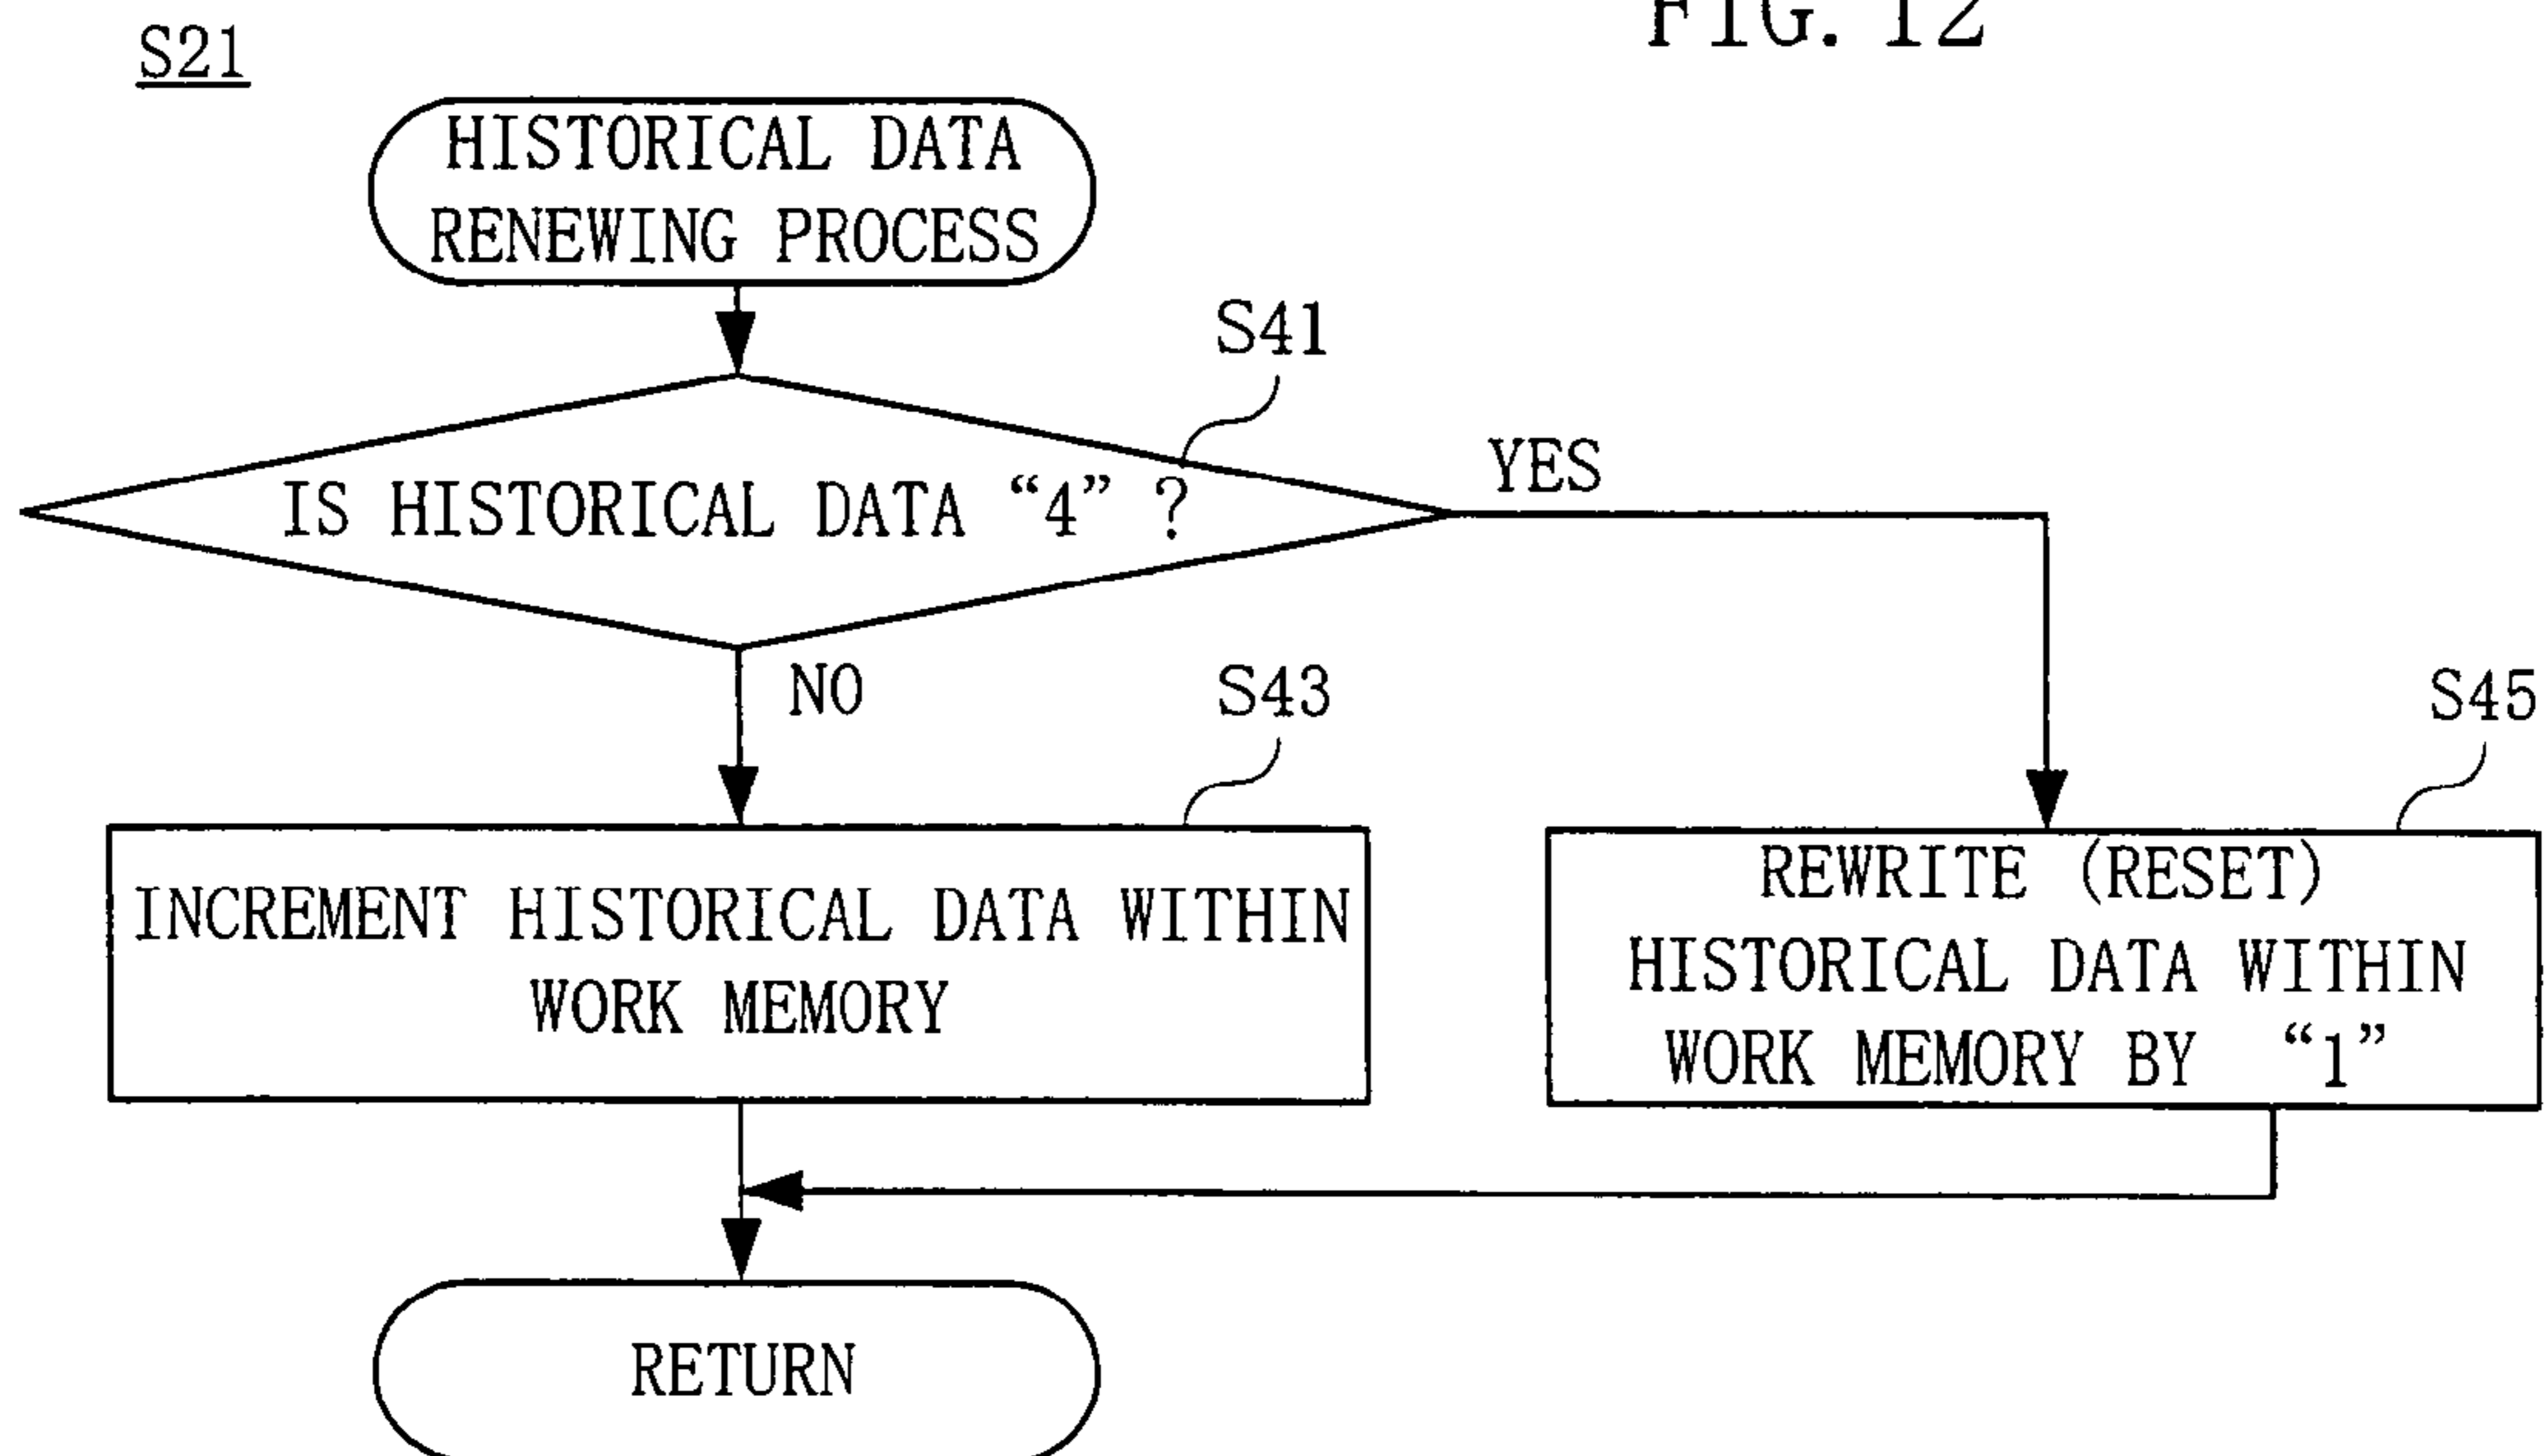 FIG. 12
S21
HISTORICAL DATA
RENEWING PROCESS
S41
IS HISTORICAL DATA “4” ?
YES
NO
S43
S45
INCREMENT HISTORICAL DATA WITHIN
WORK MEMORY
REWRITE (RESET)
HISTORICAL DATA WITHIN
WORK MEMORY BY “1”
RETURN